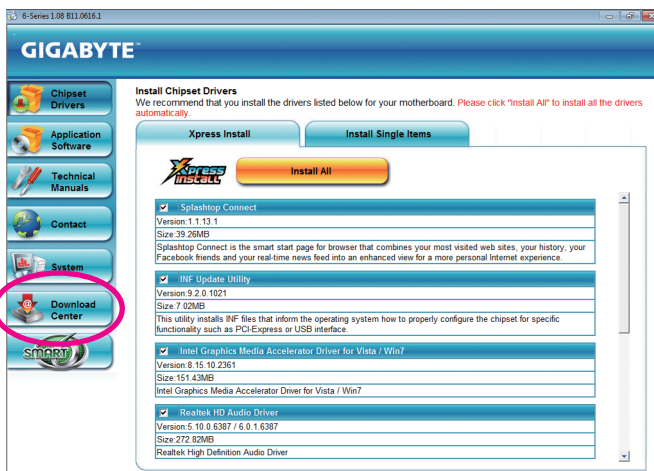 6-Series 1.08 B11.0616.1
GIGABYTE™
Chipset
Drivers
Application
Software
Technical
Manuals
Contact
System
Download
Center
SMART
Install Chipset Drivers
We recommend that you install the drivers listed below for your motherboard. Please click "Install All" to install all the drivers
automatically.
Xpress Install
Install Single Items
Xpress
Install
Install All
Splashtop Connect
Version:1.1.13.1
Size:39.26MB
Splashtop Connect is the smart start page for browser that combines your most visited web sites, your history, your
Facebook friends and your real-time news feed into an enhanced view for a more personal Internet experience.
INF Update Utility
Version:9.2.0.1021
Size:7.02MB
This utility installs INF files that inform the operating system how to properly configure the chipset for specific
functionality such as PCI-Express or USB interface.
Intel Graphics Media Accelerator Driver for Vista / Win7
Version:8.15.10.2361
Size:151.43MB
Intel Graphics Media Accelerator Driver for Vista / Win7
Realtek HD Audio Driver
Version:5.10.0.6387 / 6.0.1.6387
Size:272.82MB
Realtek High Definition Audio Driver